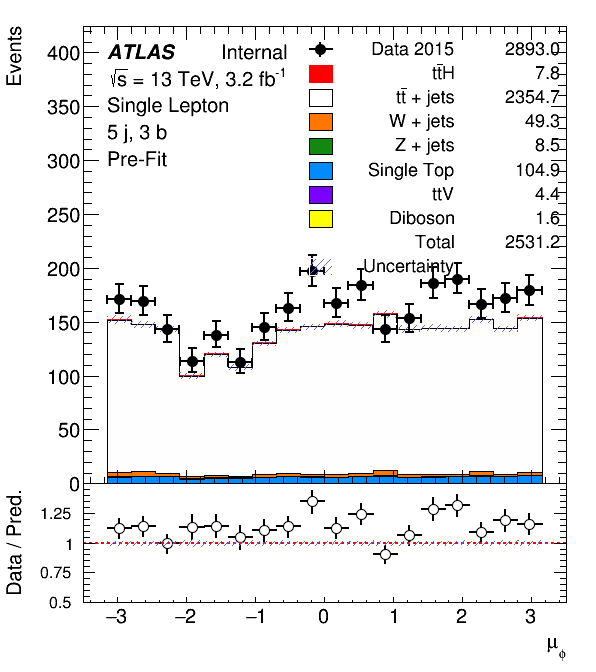 Events
400
350
300
250
200
150
100
50
0
ATLAS Internal
√s = 13 TeV, 3.2 fb⁻¹
Single Lepton
5 j, 3 b
Pre-Fit
Data 2015 2893.0
tt̄H 7.8
tt̄ + jets 2354.7
W + jets 49.3
Z + jets 8.5
Single Top 104.9
ttV 4.4
Diboson 1.6
Total 2531.2
Uncertainty
Data / Pred.
1.25
1
0.75
0.5
−3 −2 −1 0 1 2 3
μ_ϕ